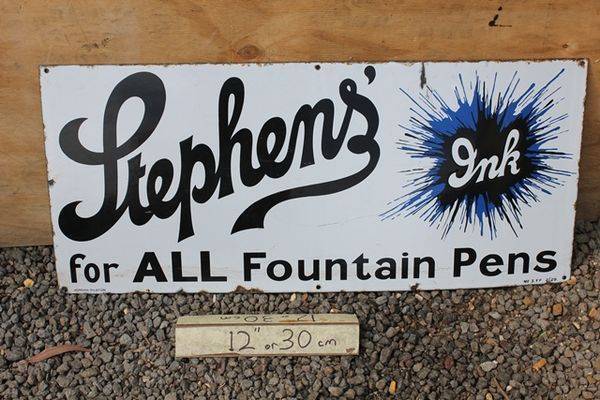 Stephens'
Ink
for ALL Fountain Pens
12" or 30 cm